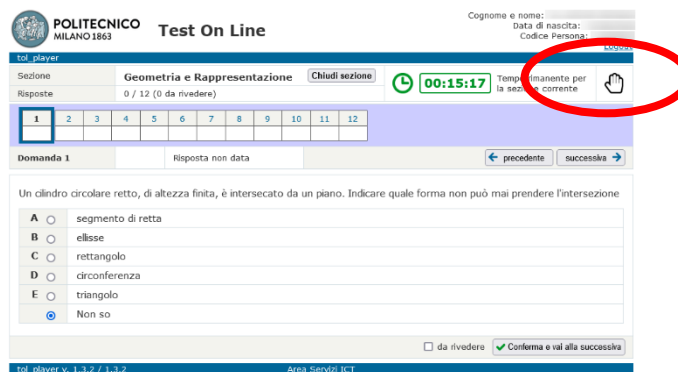 POLITECNICO
MILANO 1863
Test On Line
Cognome e nome:
Data di nascita:
Codice Persona:
Logout
tol_player
Sezione
Geometria e Rappresentazione
Chiudi sezione
00:15:17
Tempo rimanente per
la sezione corrente
Risposte
0 / 12 (0 da rivedere)
1 2 3 4 5 6 7 8 9 10 11 12
Domanda 1
Risposta non data
precedente
successiva
Un cilindro circolare retto, di altezza finita, è intersecato da un piano. Indicare quale forma non può mai prendere l'intersezione
A segmento di retta
B ellisse
C rettangolo
D circonferenza
E triangolo
Non so
da rivedere
Conferma e vai alla successiva
tol_player v. 1.3.2 / 1.3.2
Area Servizi ICT